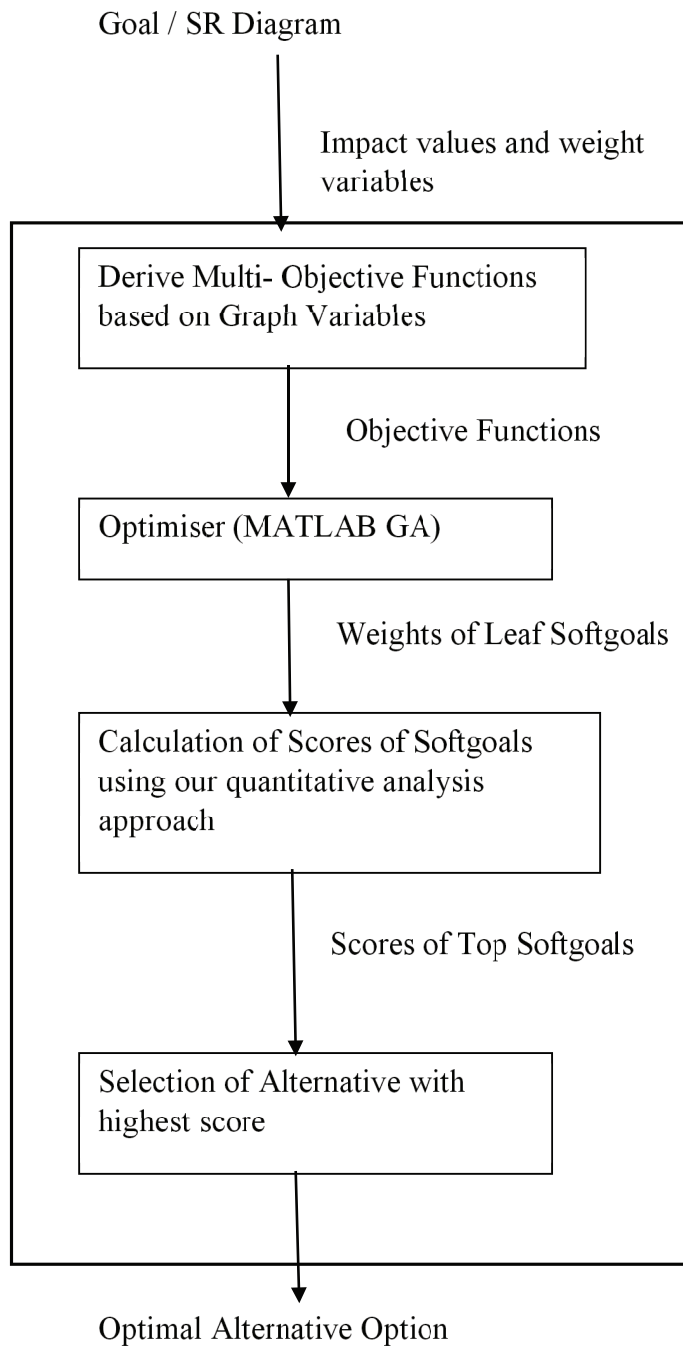 Goal / SR Diagram
Impact values and weight
variables
Derive Multi- Objective Functions
based on Graph Variables
Objective Functions
Optimiser (MATLAB GA)
Weights of Leaf Softgoals
Calculation of Scores of Softgoals
using our quantitative analysis
approach
Scores of Top Softgoals
Selection of Alternative with
highest score
Optimal Alternative Option